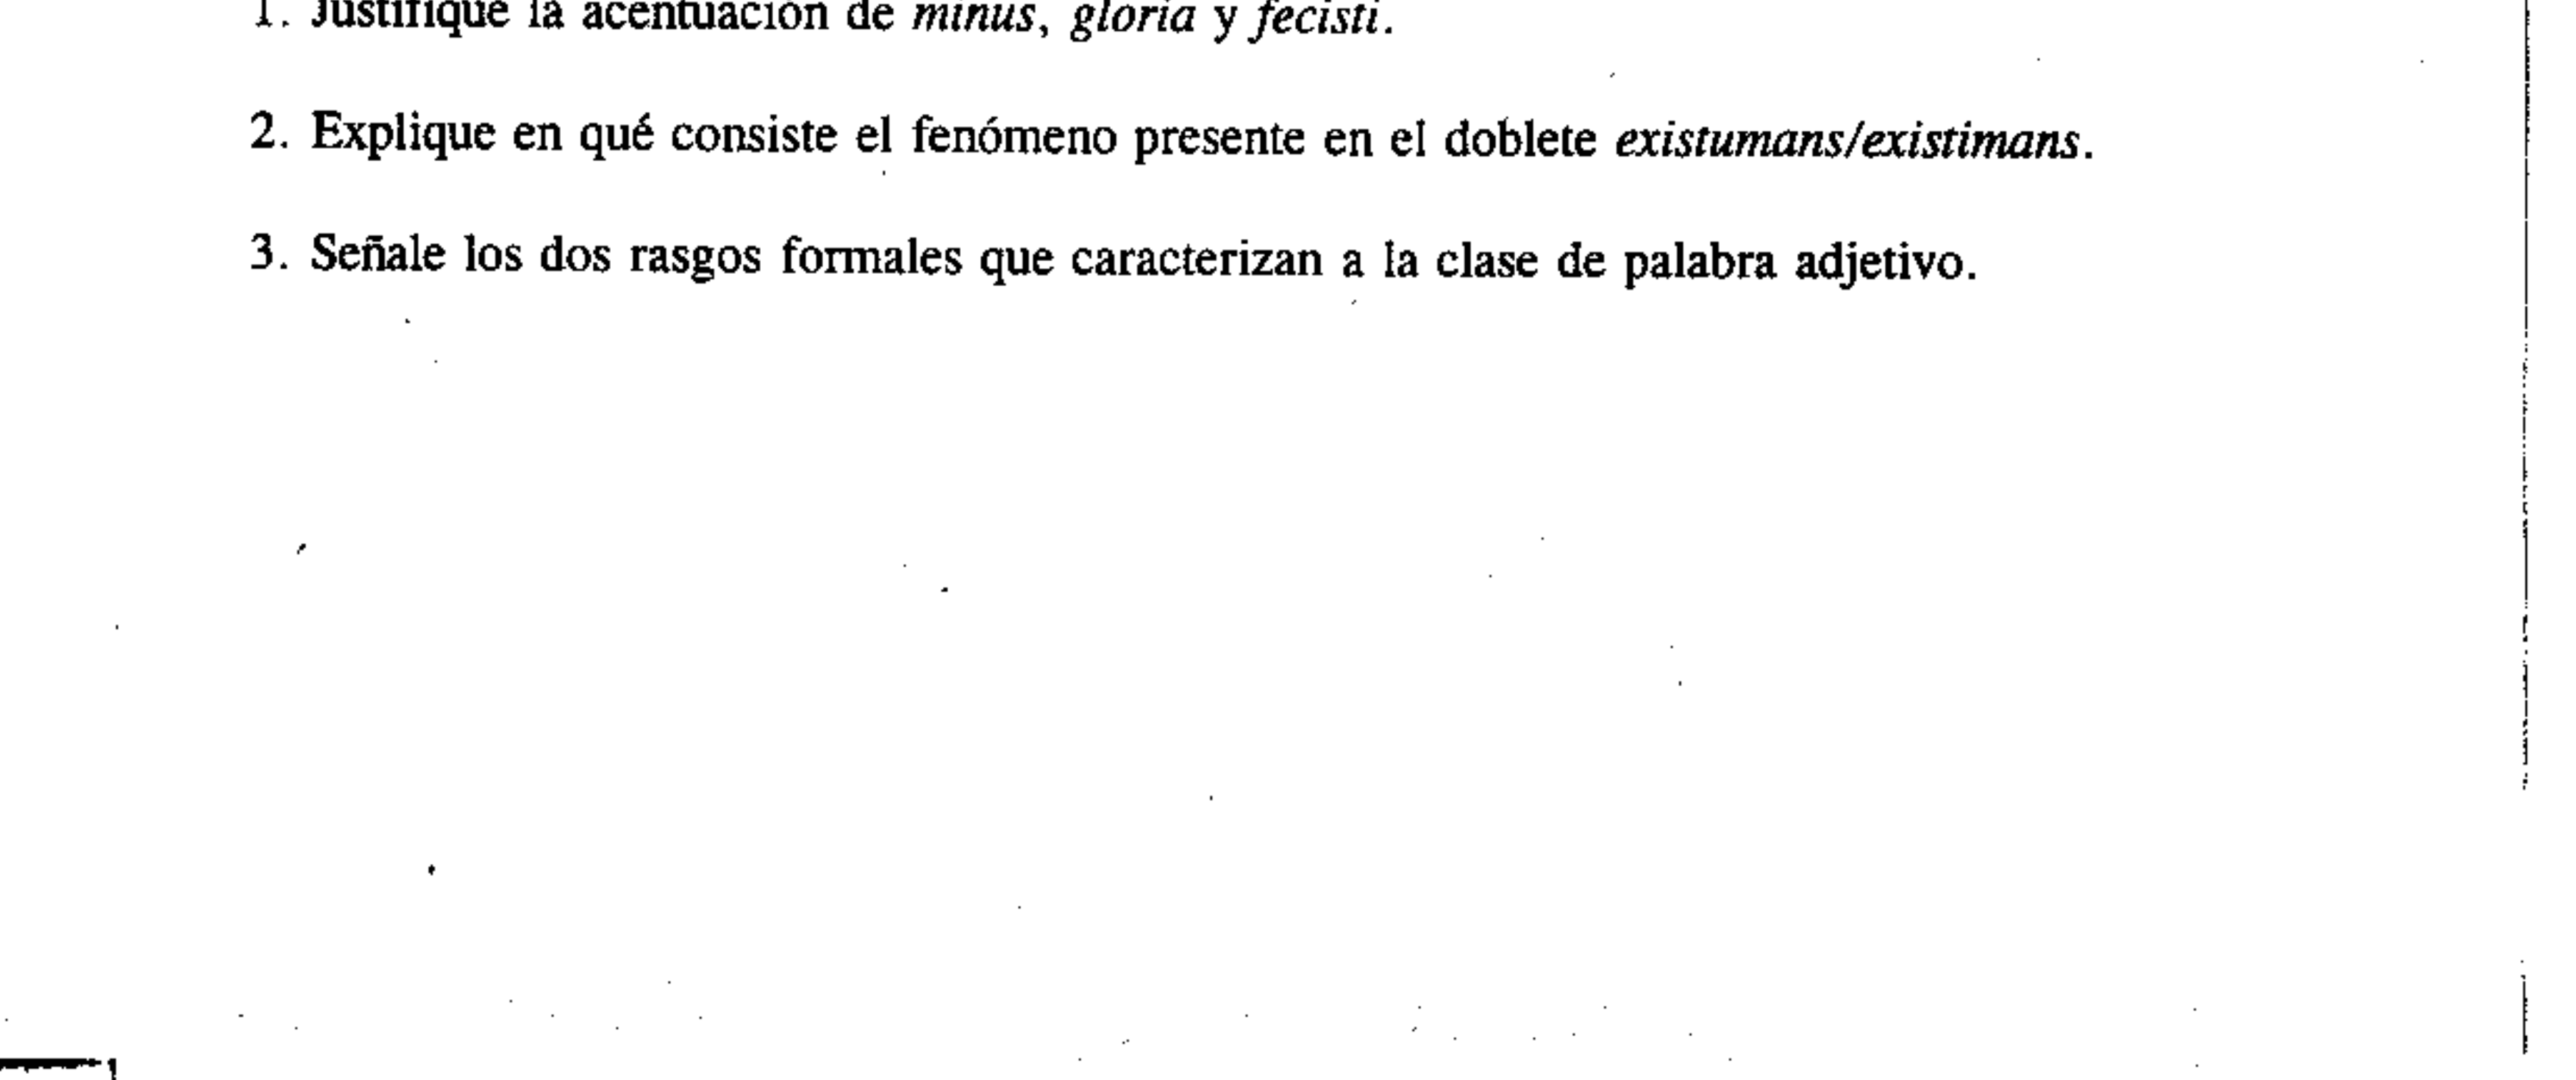 1. Justifique la acentuación de minus, gloria y fecisti.
2. Explique en qué consiste el fenómeno presente en el doblete existumans/existimans.
3. Señale los dos rasgos formales que caracterizan a la clase de palabra adjetivo.